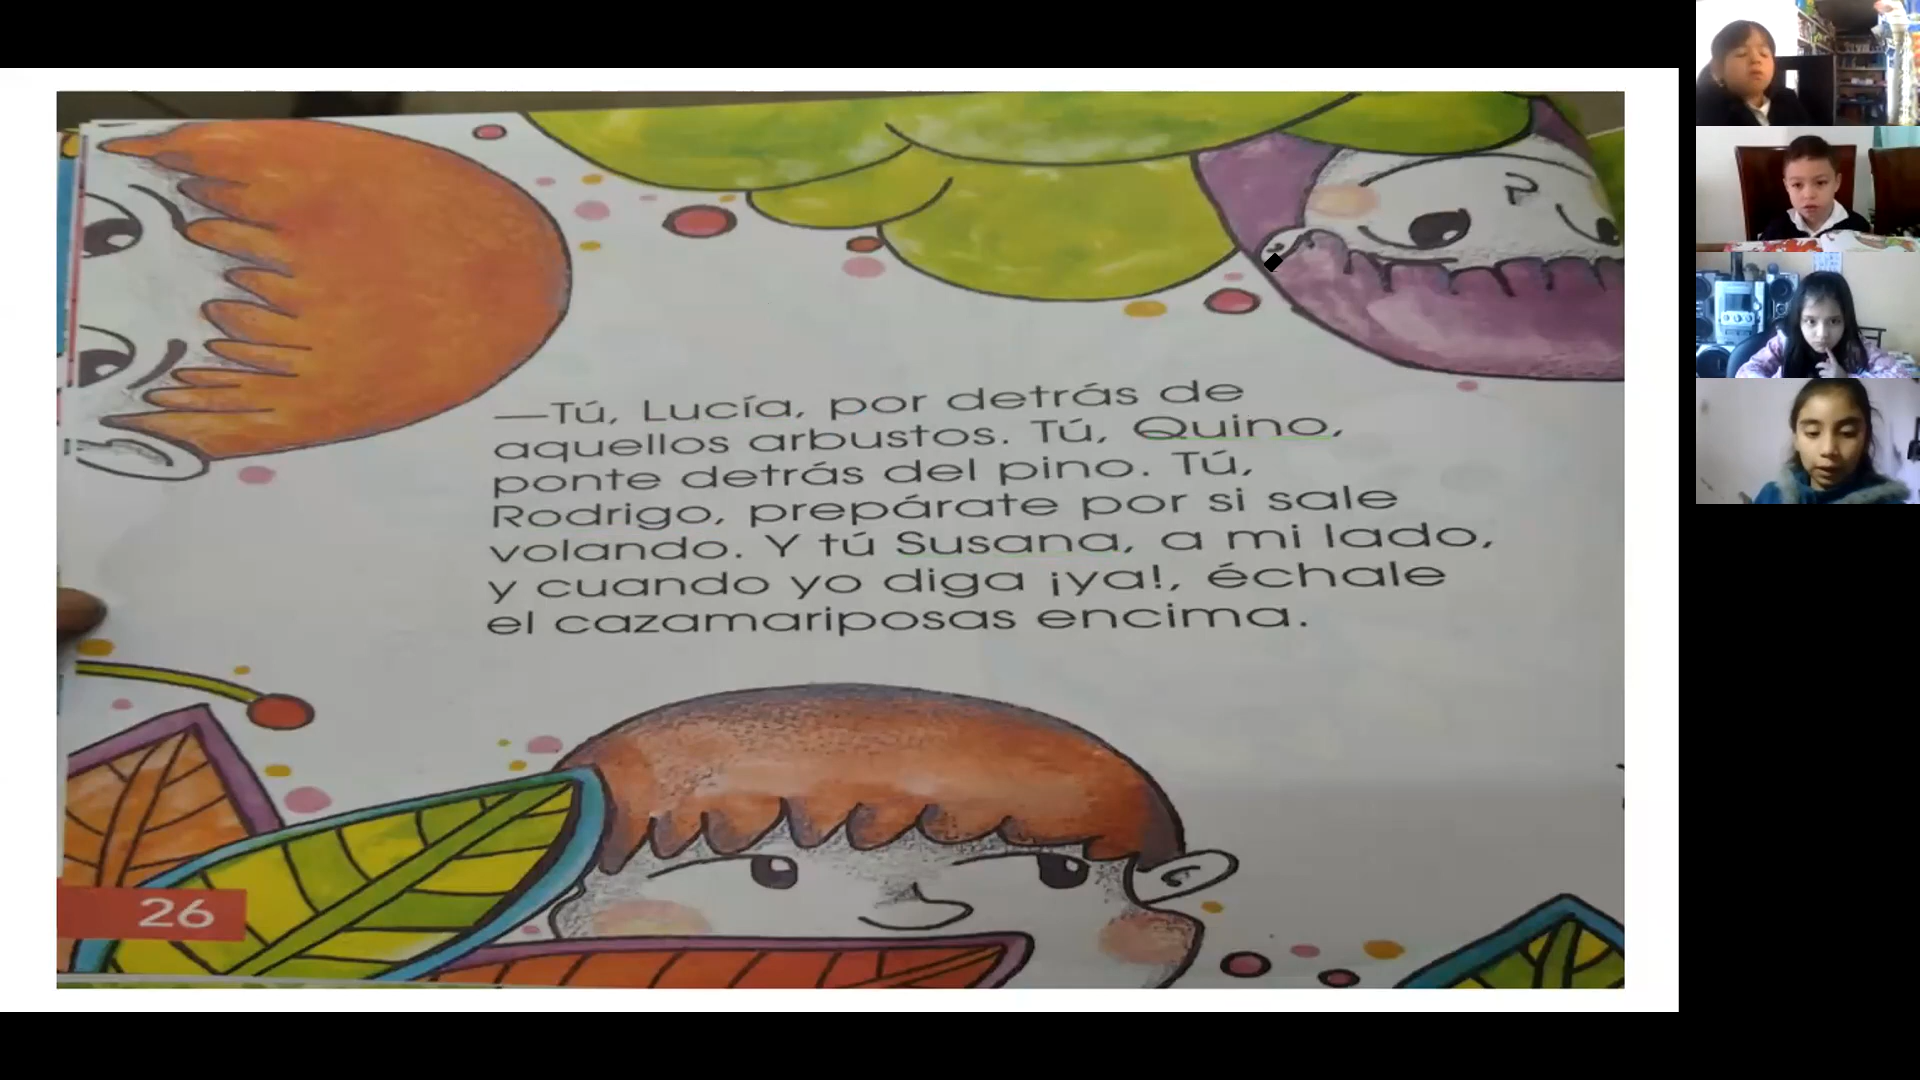 —Tú, Lucía, por detrás de
aquellos arbustos. Tú, Quino,
ponte detrás del pino. Tú,
Rodrigo, prepárate por si sale
volando. Y tú Susana, a mi lado,
y cuando yo diga ¡ya!, échale
el cazamariposas encima.
26